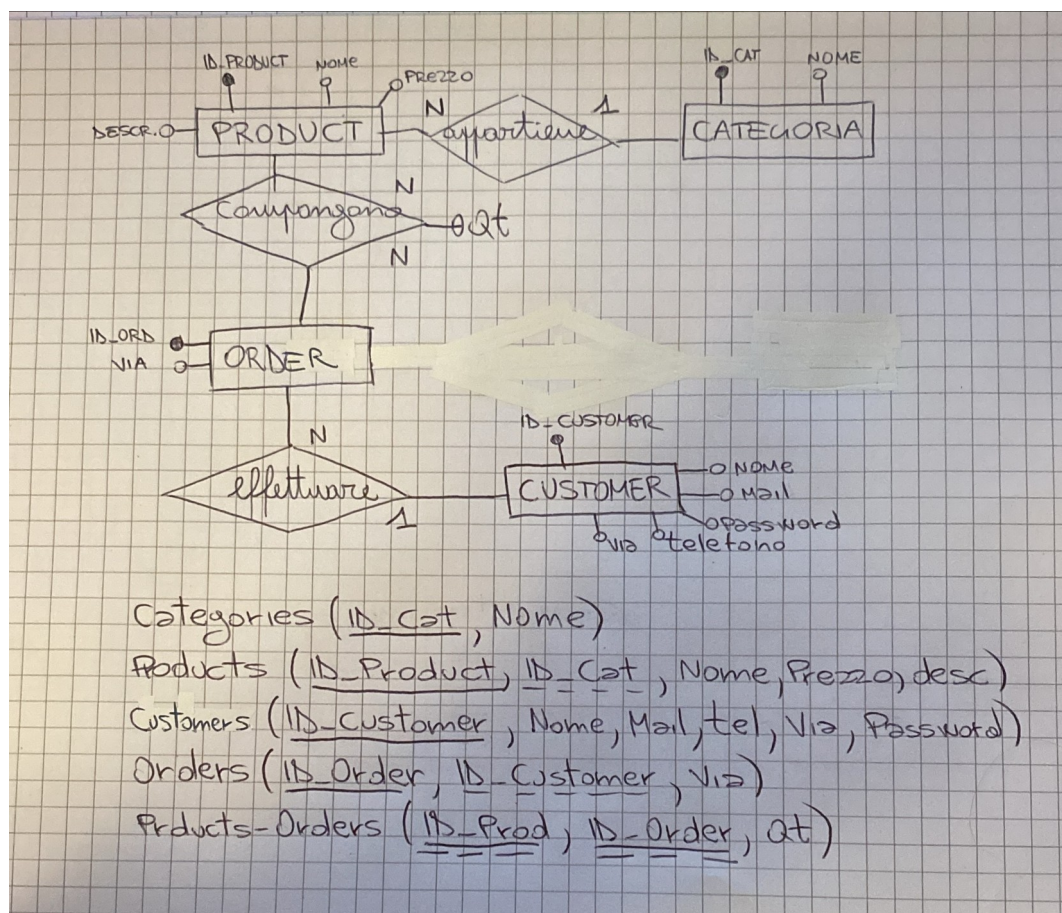 ID_PRODUCT NOME PREZZO ID_CAT NOME
DESCR. PRODUCT N appartiene 1 CATEGORIA
N
compongano Qt
N
ID_ORD
VIA ORDER
ID_CUSTOMER
N
effettuare CUSTOMER NOME
Mail
1 password
via telefono
Categories (ID_Cat, Nome)
Products (ID_Product, ID_Cat, Nome, Prezzo, desc)
Customers (ID_Customer, Nome, Mail, tel, Via, Password)
Orders (ID_Order, ID_Customer, Via)
Prducts-Orders (ID_Prod, ID_Order, Qt)